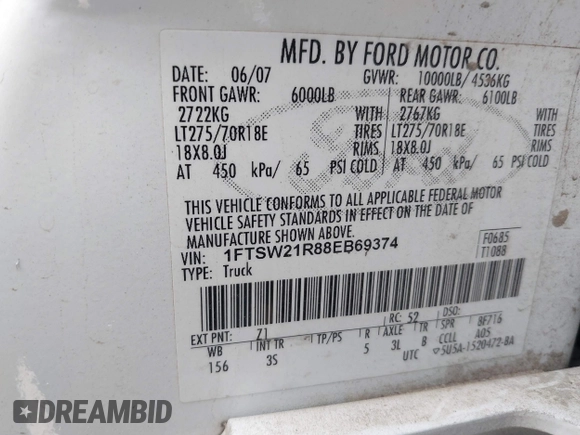 MFD. BY FORD MOTOR CO.
DATE: 06/07 GVWR: 10000LB/ 4536KG
FRONT GAWR: 6000LB REAR GAWR: 6100LB
2722KG WITH 2767KG WITH
LT275/70R18E TIRES LT275/70R18E TIRES
18X8.0J RIMS 18X8.0J RIMS
AT 450 kPa/ 65 PSI COLD AT 450 kPa/ 65 PSI COLD
THIS VEHICLE CONFORMS TO ALL APPLICABLE FEDERAL MOTOR
VEHICLE SAFETY STANDARDS IN EFFECT ON THE DATE OF
MANUFACTURE SHOWN ABOVE.
VIN: 1FTSW21R88EB69374 F0685
TYPE: Truck T1088
RC: 52 DSO:
EXT PNT: Z1 8F716
WB INT TR TP/PS R AXLE TR SPR A05
156 3S 5 3L B CCLL
UTC 5U5A-1520472-BA
DREAMBID